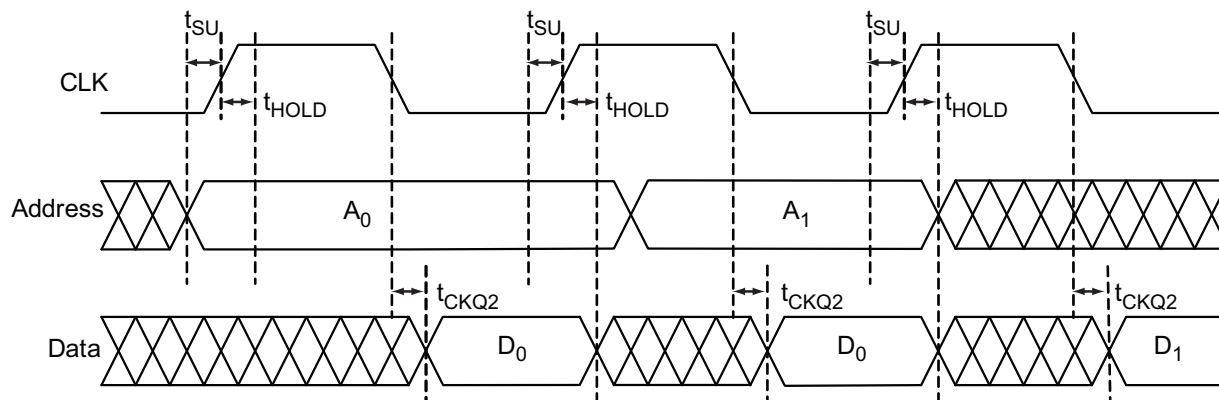 tSU tSU tSU
CLK
tHOLD tHOLD tHOLD
Address A0 A1
tCKQ2 tCKQ2 tCKQ2
Data D0 D0 D1